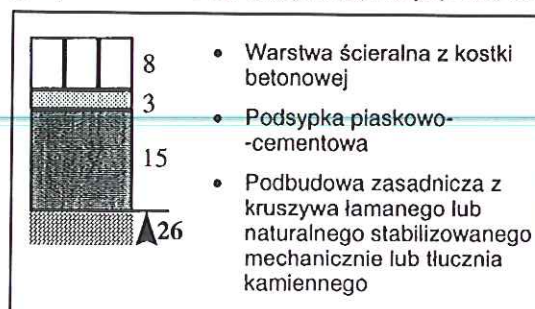 8
3
15
26
• Warstwa ścieralna z kostki
betonowej
• Podsypka piaskowo-
-cementowa
• Podbudowa zasadnicza z
kruszywa łamanego lub
naturalnego stabilizowanego
mechanicznie lub tłucznia
kamiennego